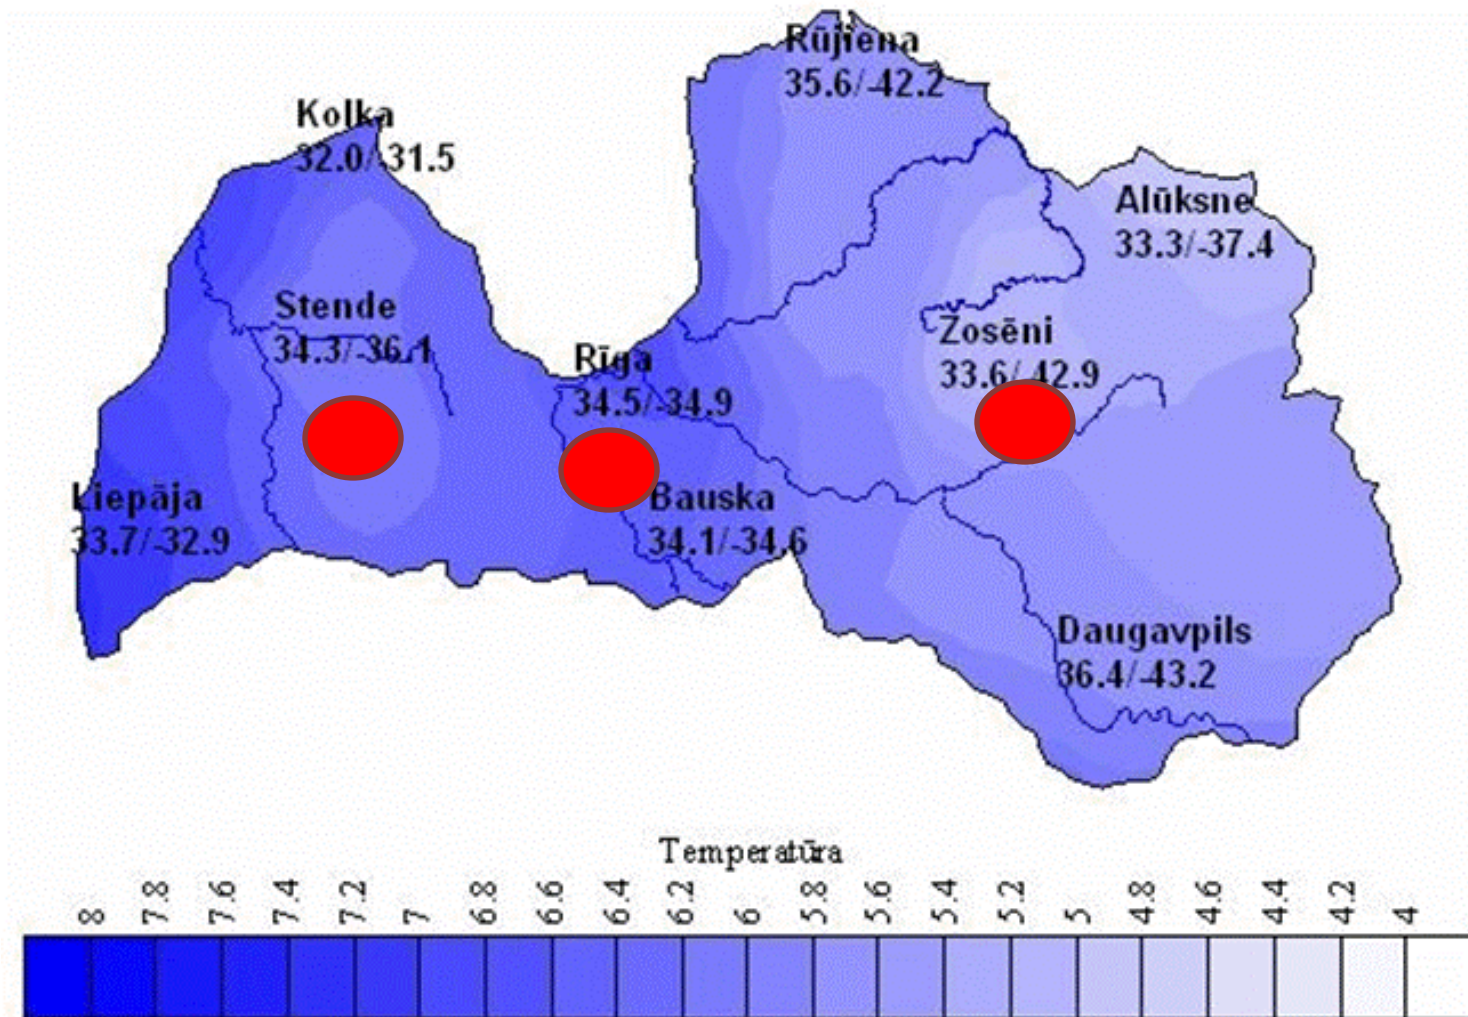 Rūjiena
35.6/-42.2
Kolka
32.0/-31.5
Alūksne
33.3/-37.4
Stende
34.3/-36.1
Zosēni
33.6/-42.9
Rīga
34.5/-34.9
Liepāja
33.7/-32.9
Bauska
34.1/-34.6
Daugavpils
36.4/-43.2
Temperatūra
8 7.8 7.6 7.4 7.2 7 6.8 6.6 6.4 6.2 6 5.8 5.6 5.4 5.2 5 4.8 4.6 4.4 4.2 4